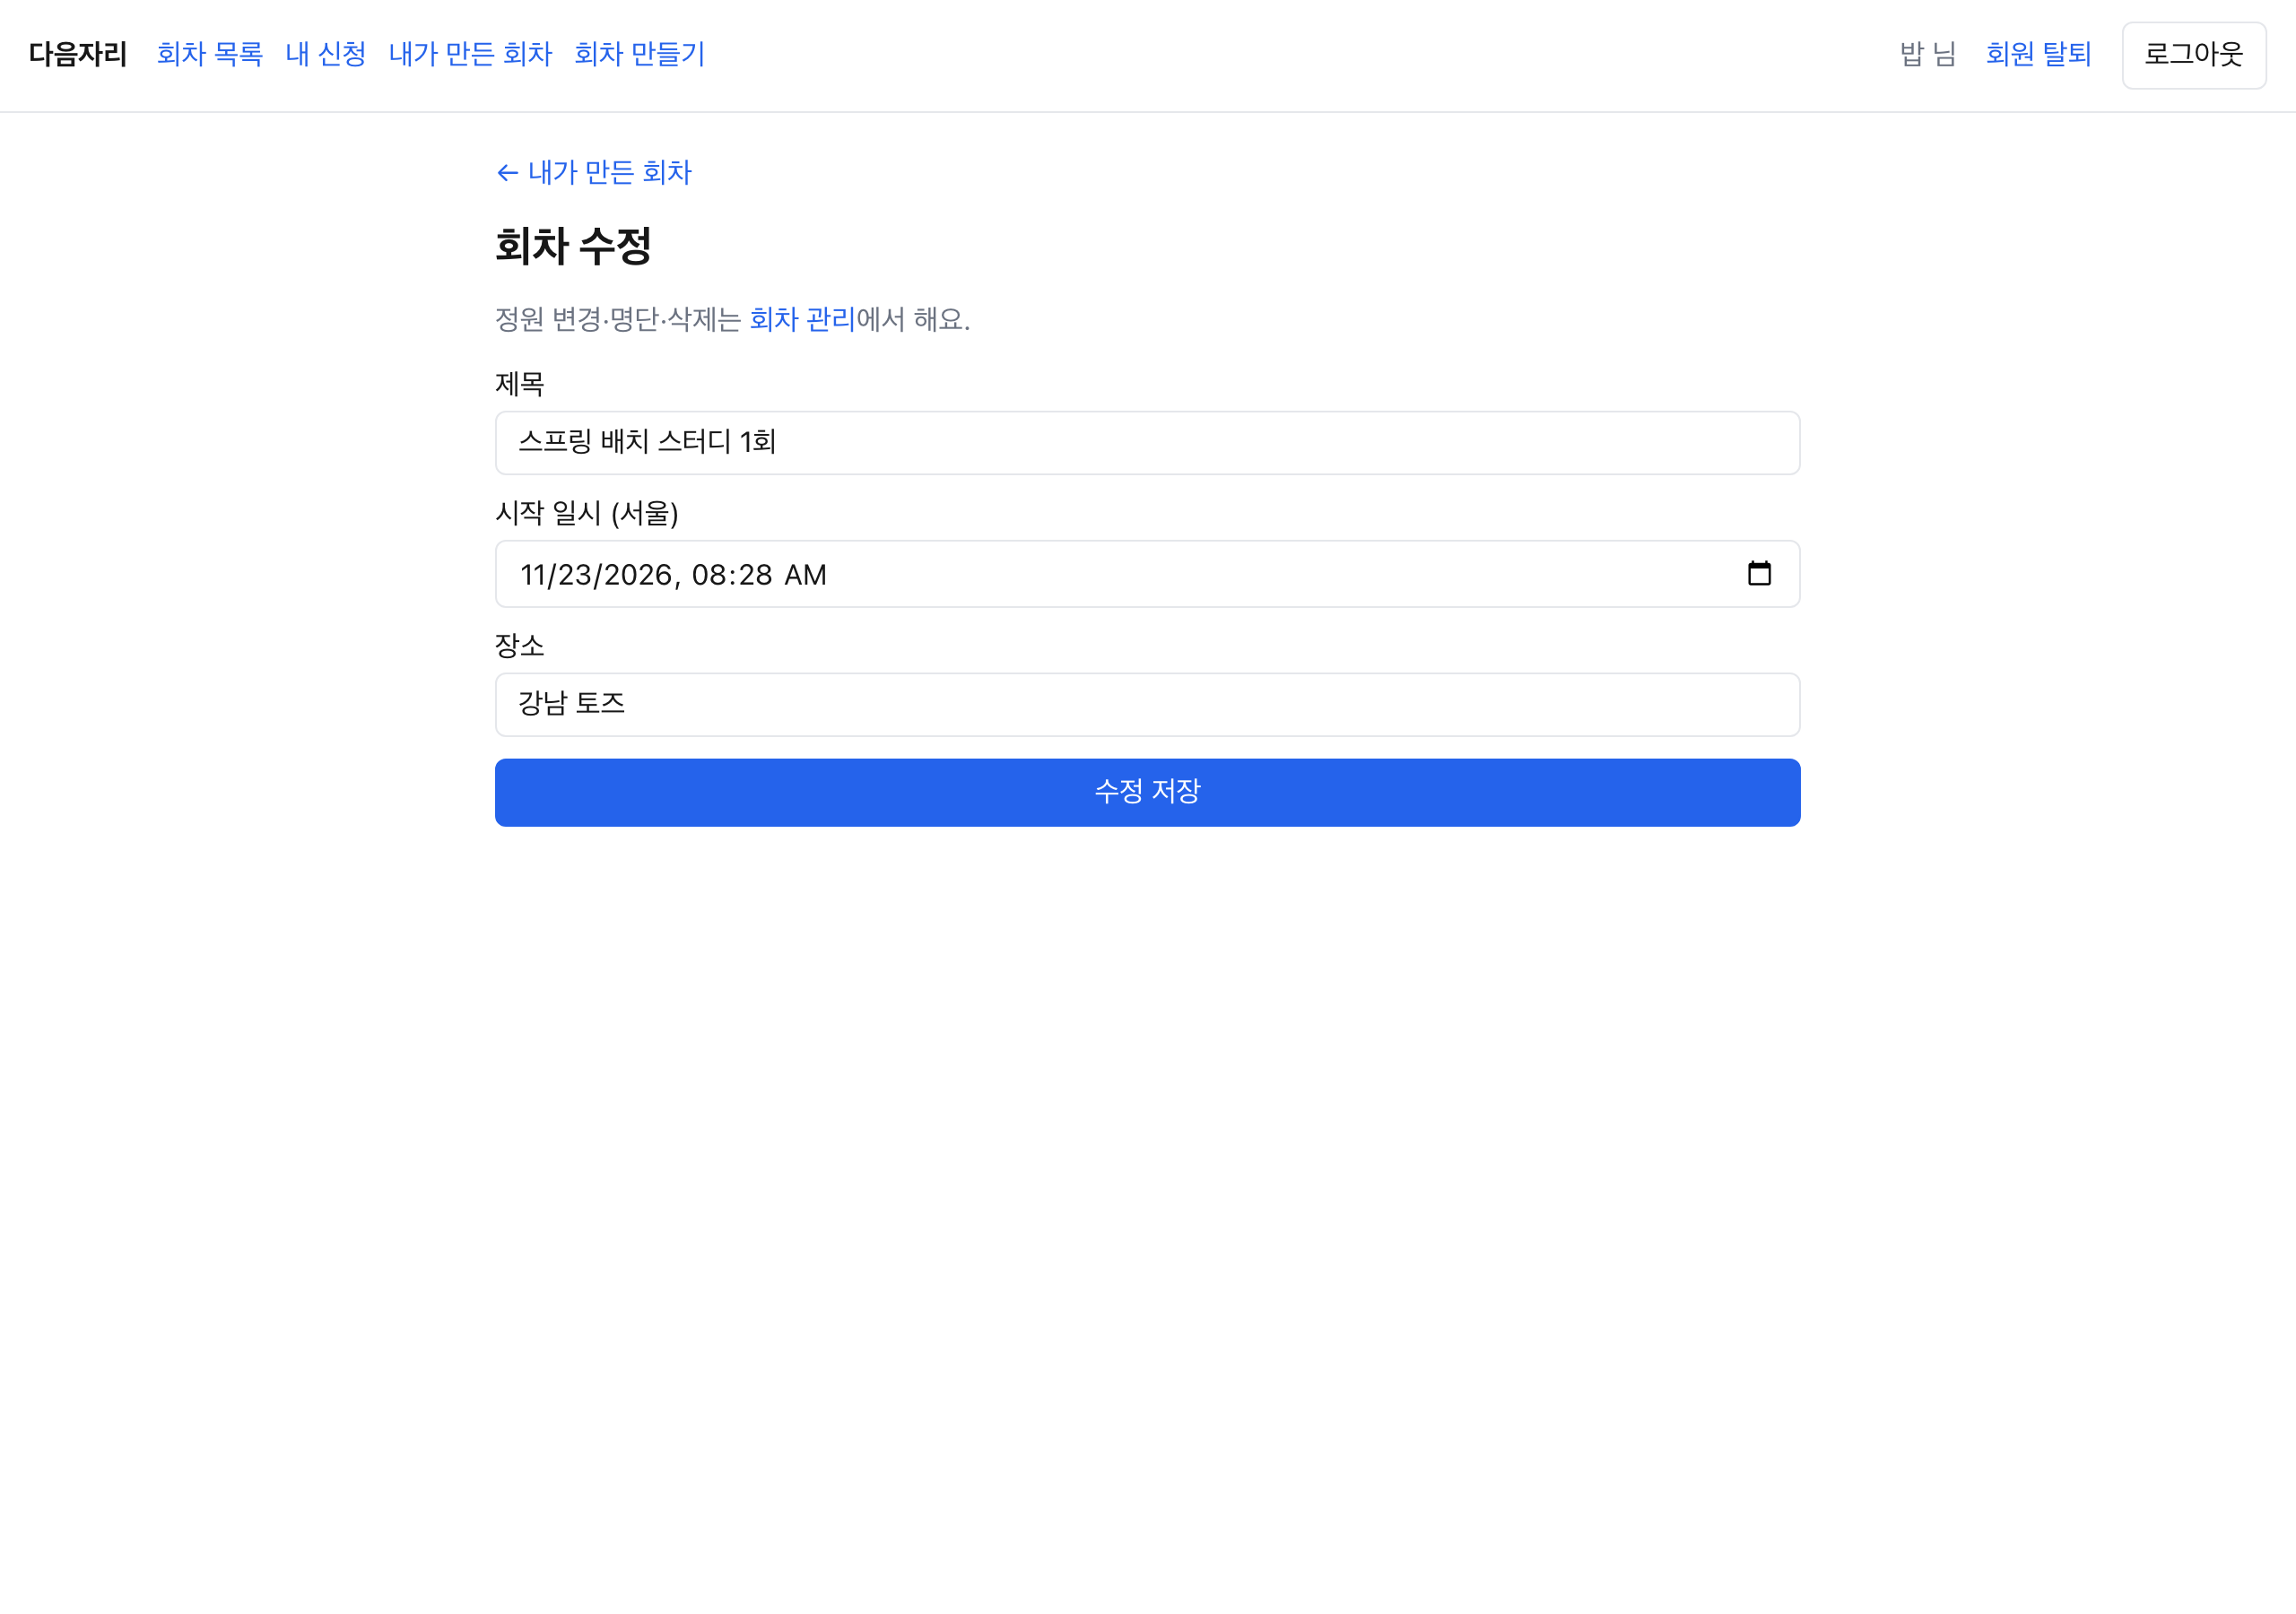 다음자리 회차 목록 내 신청 내가 만든 회차 회차 만들기 밥 님 회원 탈퇴 로그아웃
← 내가 만든 회차
회차 수정
정원 변경·명단·삭제는 회차 관리에서 해요.
제목
스프링 배치 스터디 1회
시작 일시 (서울)
11/23/2026, 08:28 AM
장소
강남 토즈
수정 저장